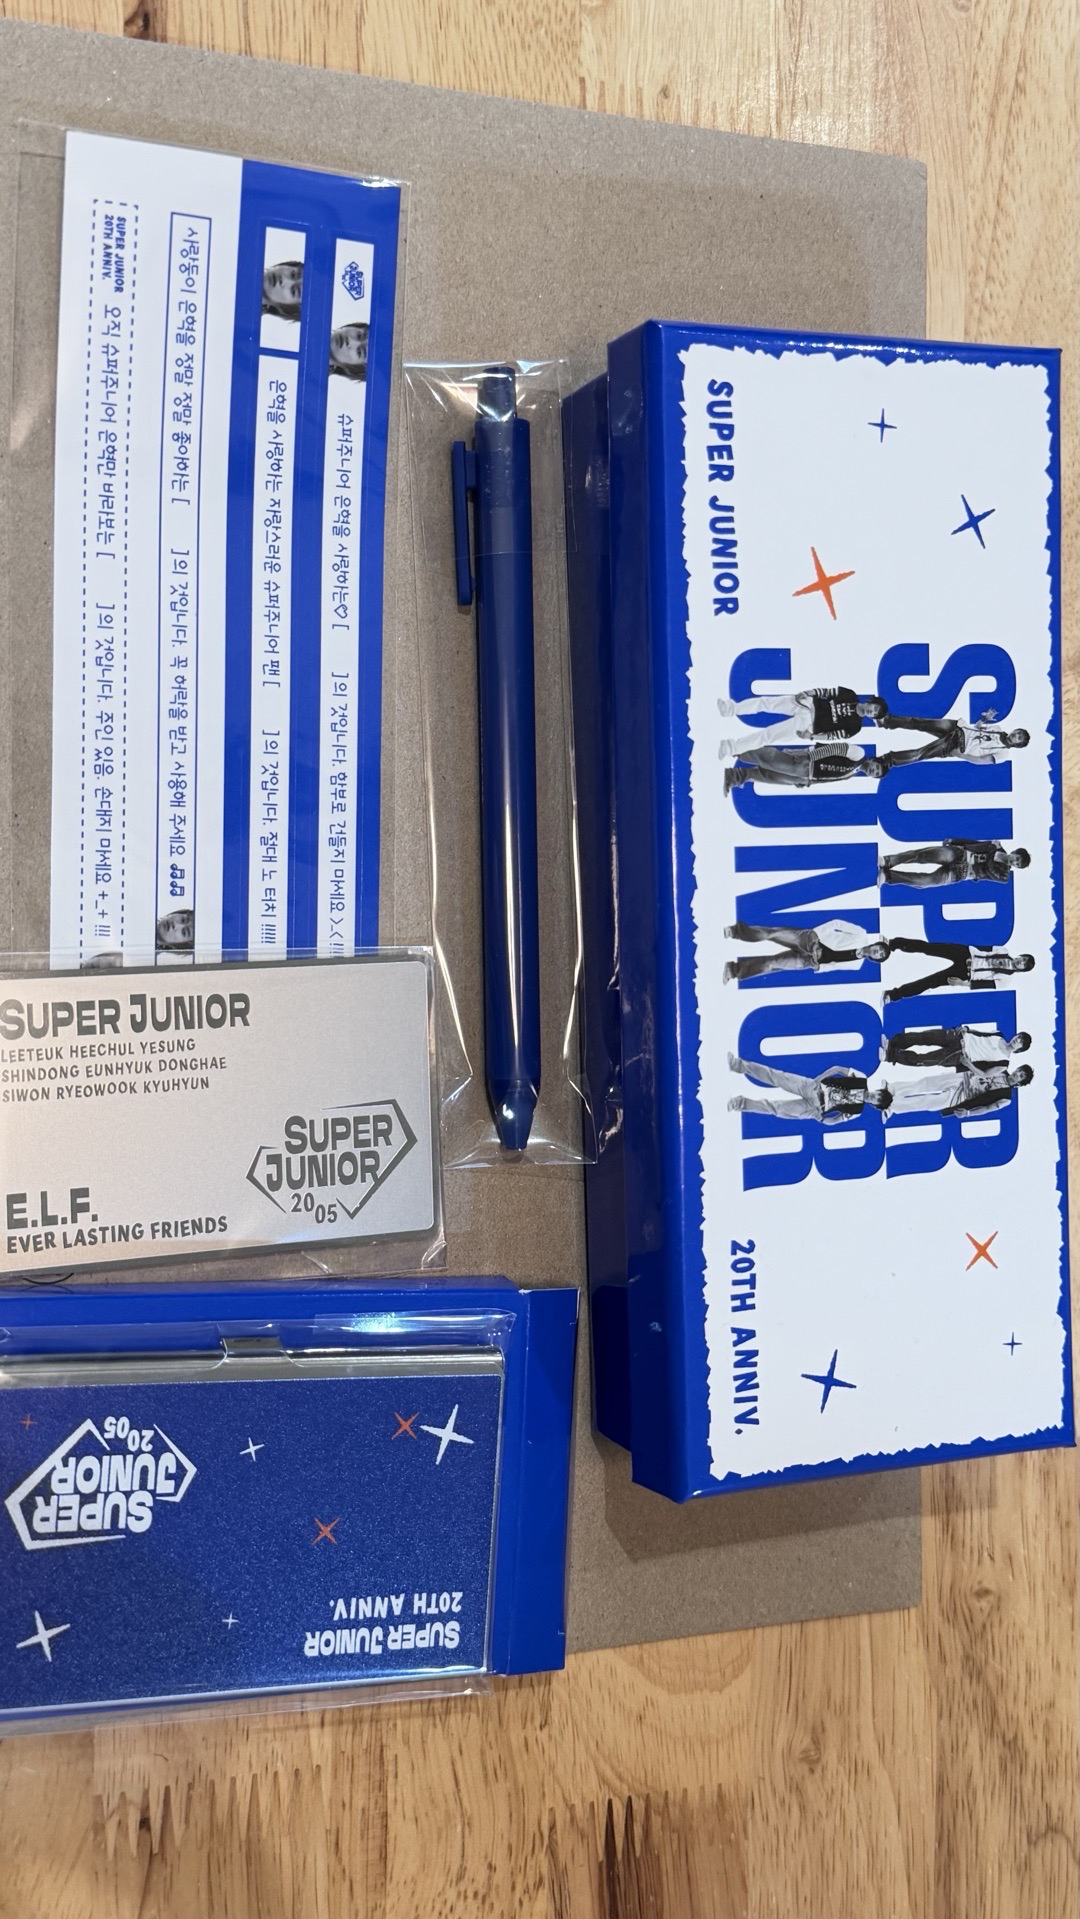 SUPER JUNIOR
SUPER
JUNIOR
20TH ANNIV.
슈퍼주니어 은혁을 사랑하는♡ [ ]의 것입니다. 함부로 건들지 마세요 >_< !!!
은혁을 사랑하는 자랑스러운 슈퍼주니어 팬 [ ]의 것입니다. 절대 노 터치 !!!!!
사랑둥이 은혁을 정말 정말 좋아하는 [ ]의 것입니다. 꼭 허락을 받고 사용해 주세요 ♫♫
SUPER JUNIOR
20TH ANNIV.
오직 슈퍼주니어 은혁만 바라보는 [ ]의 것입니다. 주인 있음. 손대지 마세요 +_+ !!!
SUPER JUNIOR
LEETEUK HEECHUL YESUNG
SHINDONG EUNHYUK DONGHAE
SIWON RYEOWOOK KYUHYUN
SUPER
JUNIOR
2005
E.L.F.
EVER LASTING FRIENDS
SUPER JUNIOR
20TH ANNIV.
SUPER
JUNIOR
2005